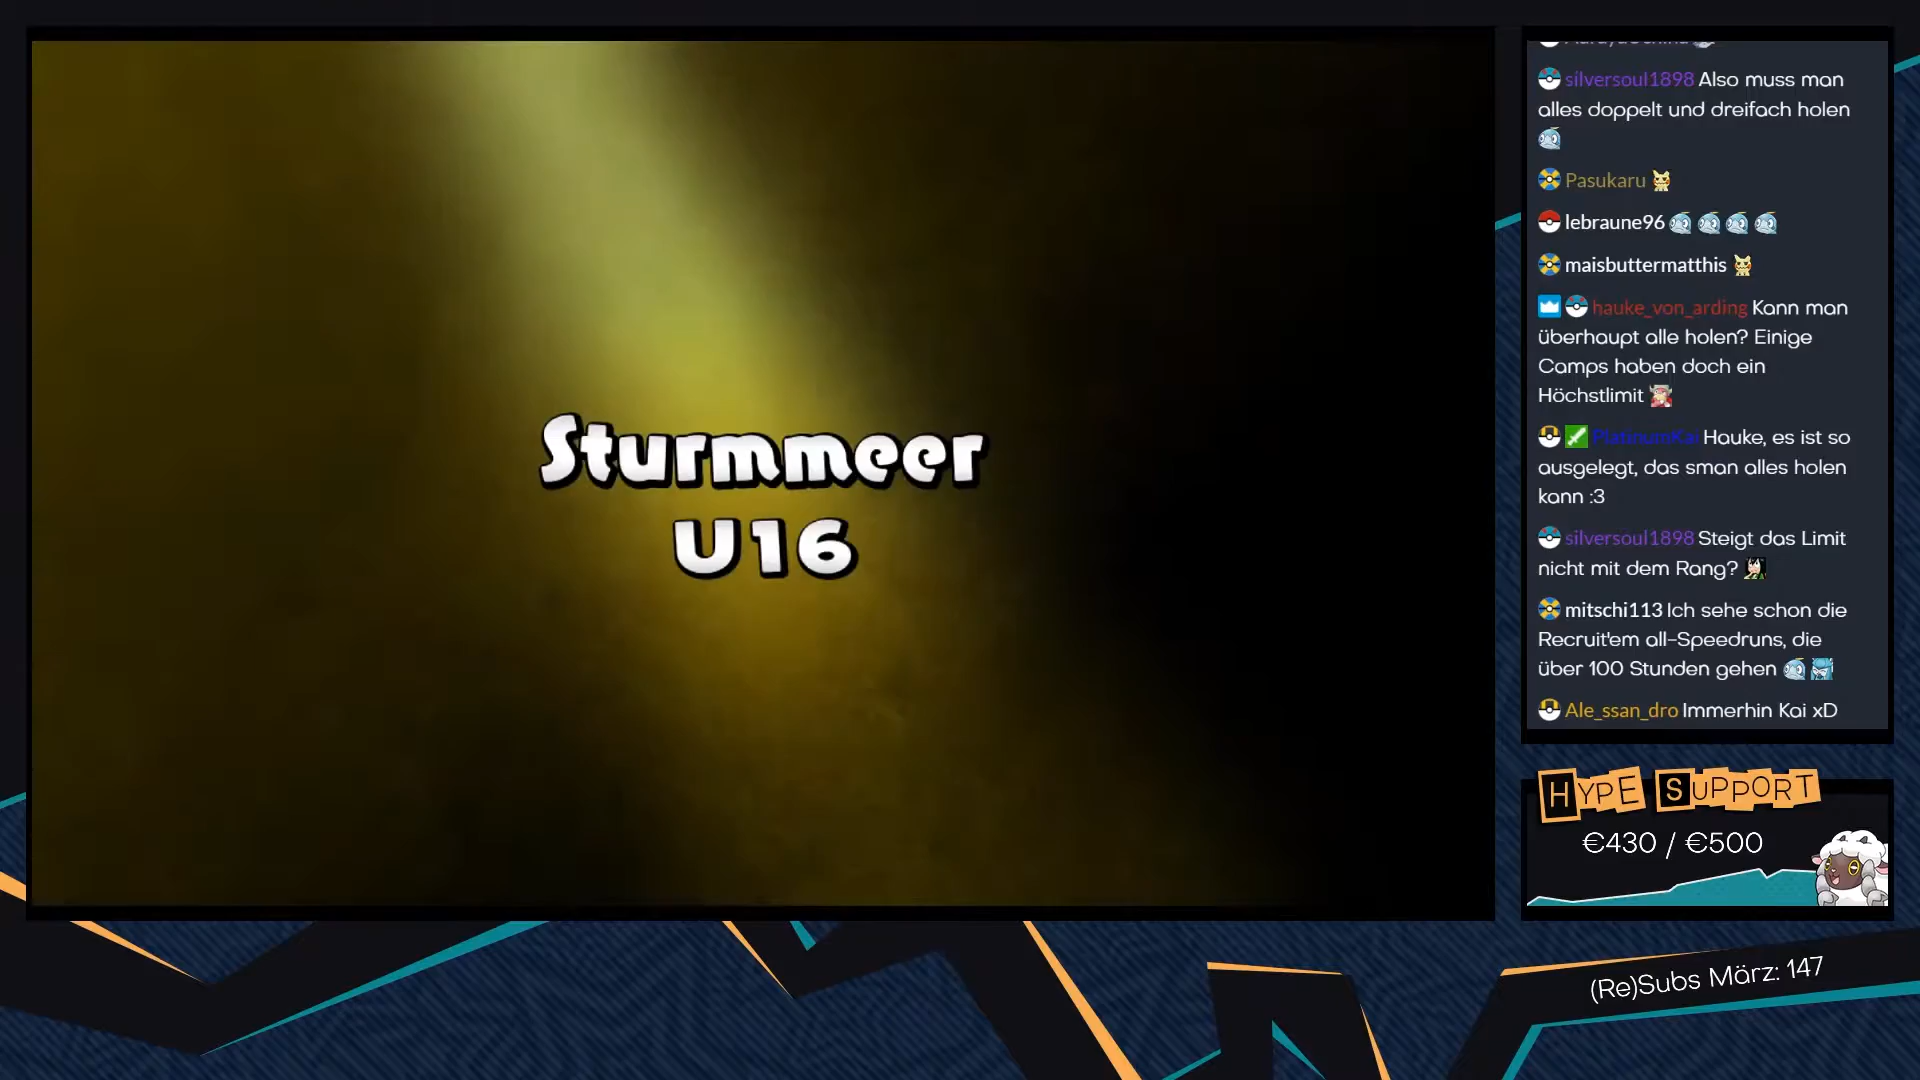 Sturmmeer
U16
silversoul1898 Also muss man
alles doppelt und dreifach holen
Pasukaru
lebraune96
maisbuttermatthis
hauke_von_arding Kann man
überhaupt alle holen? Einige
Camps haben doch ein
Höchstlimit
PlatinumKai Hauke, es ist so
ausgelegt, das sman alles holen
kann :3
silversoul1898 Steigt das Limit
nicht mit dem Rang?
mitschi113 Ich sehe schon die
Recruit'em all-Speedruns, die
über 100 Stunden gehen
Ale_ssan_dro Immerhin Kai xD
HYPE SUPPORT
€430 / €500
(Re)Subs März: 147